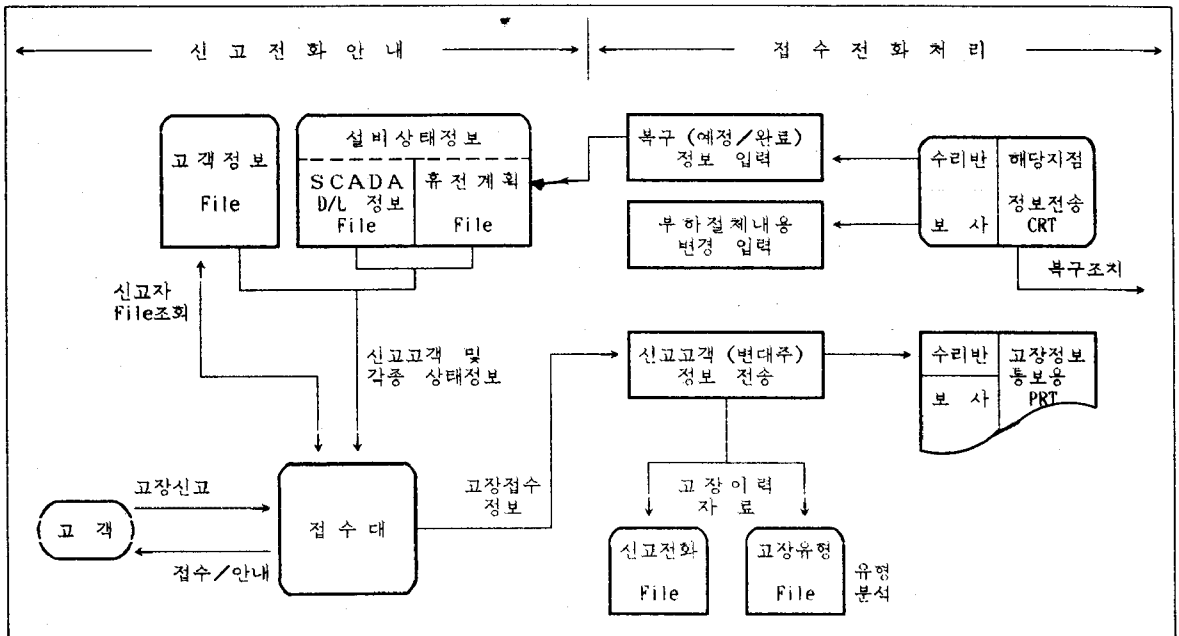 신 고 전 화 안 내
접 수 전 화 처 리
고객정보
File
설비상태정보
SCADA
D/L 정보
File
휴전계획
File
복구 (예정/완료)
정보 입력
부하절체내용
변경 입력
수리반
보 사
해당지점
정보전송
CRT
복구조치
신고자
File조회
신고고객 및
각종 상태정보
신고고객 (변대주)
정보 전송
수리반
보 사
고장정보
통보용
PRT
고장신고
고 객
접수/안내
접 수 대
고장접수
정보
고 장 이 력
자 료
신고전화
File
고장유형
File
유형
분석